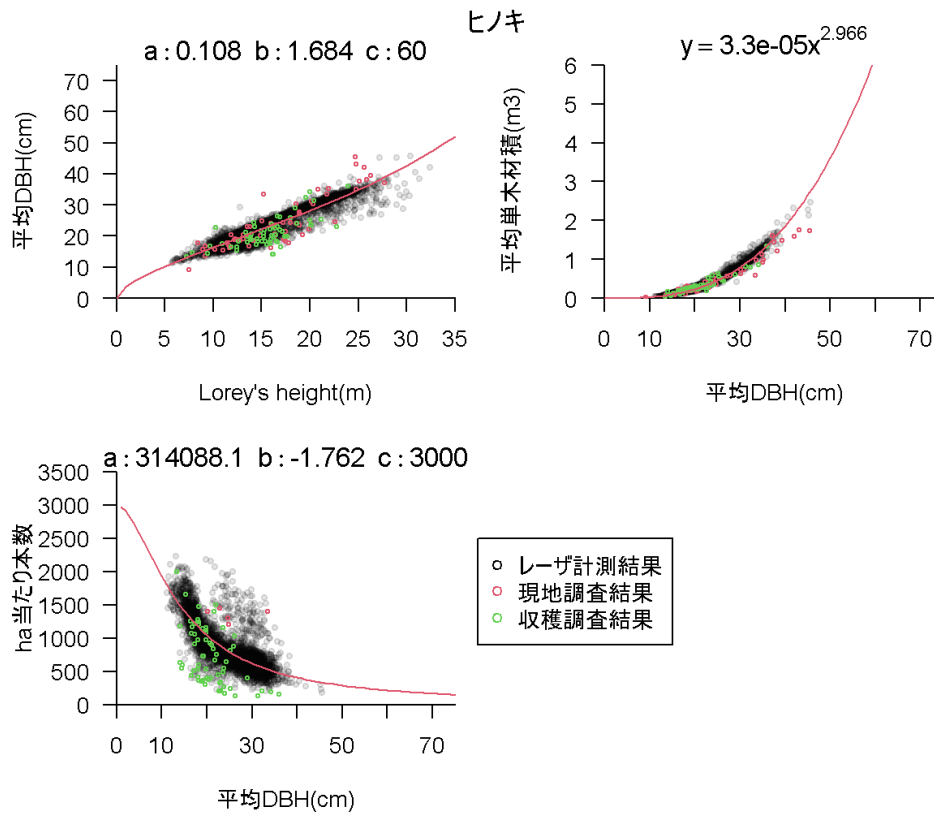 ヒノキ
a : 0.108 b : 1.684 c : 60
平均DBH(cm)
70
60
50
40
30
20
10
0
0 5 10 15 20 25 30 35
Lorey's height(m)
y = 3.3e-05x^2.966
平均単木材積(m3)
6
5
4
3
2
1
0
0 10 30 50 70
平均DBH(cm)
a : 314088.1 b : -1.762 c : 3000
ha当たり本数
3500
3000
2500
2000
1500
1000
500
0
0 10 30 50 70
平均DBH(cm)
レーザ計測結果
現地調査結果
収穫調査結果